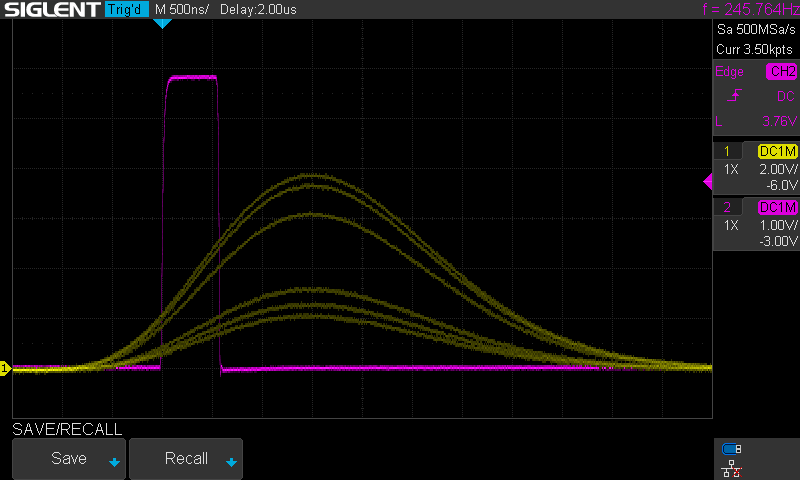 SIGLENT Trig'd M 500ns/ Delay:2.00us f = 245.764Hz
Sa 500MSa/s
Curr 3.50kpts
Edge CH2
DC
L 3.76V
1 DC1M
1X 2.00V/
-6.0V
2 DC1M
1X 1.00V/
-3.00V
1
SAVE/RECALL
Save Recall